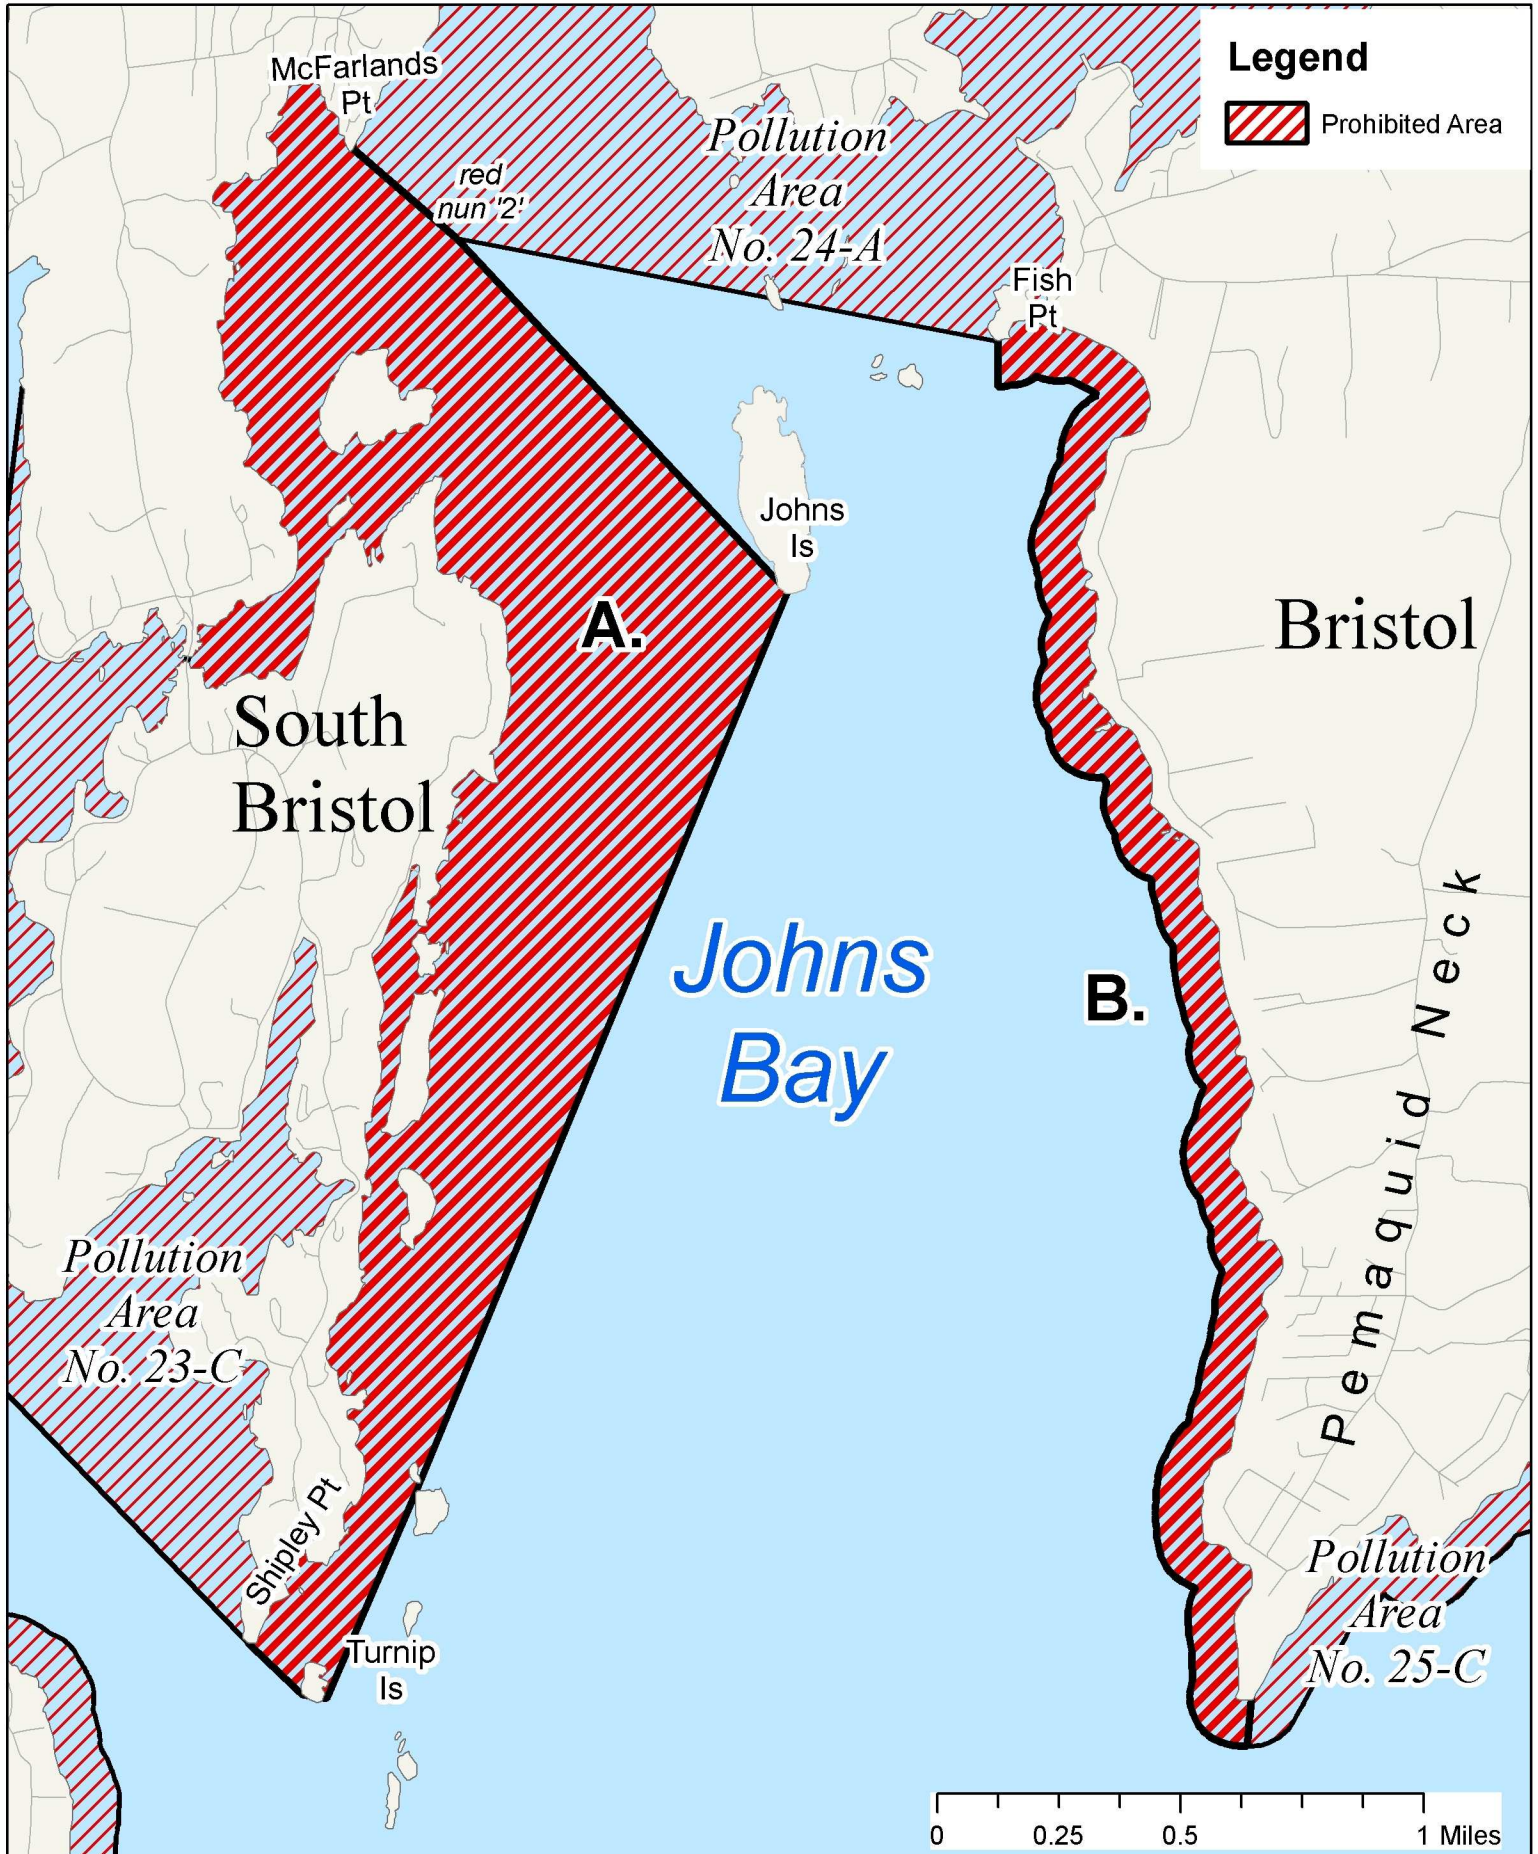 Legend
Prohibited Area
McFarlands
Pt
red
nun '2'
Pollution
Area
No. 24-A
Fish
Pt
Johns
Is
A.
Bristol
South
Bristol
Johns
Bay
B.
Pemaquid Neck
Pollution
Area
No. 23-C
Shipley Pt
Turnip
Is
Pollution
Area
No. 25-C
0 0.25 0.5 1 Miles